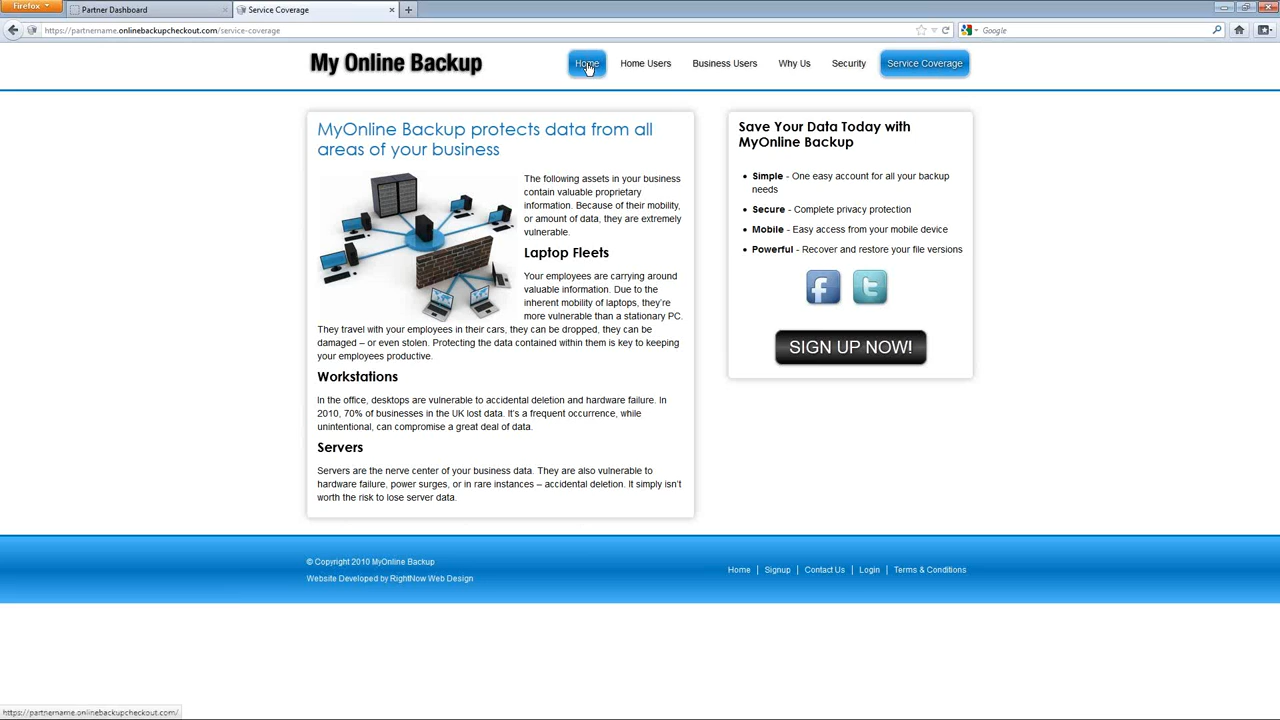 Firefox
Partner Dashboard
Service Coverage
https://partnername.onlinebackupcheckout.com/service-coverage
Google
My Online Backup
Home
Home Users
Business Users
Why Us
Security
Service Coverage
MyOnline Backup protects data from all
areas of your business
The following assets in your business
contain valuable proprietary
information. Because of their mobility,
or amount of data, they are extremely
vulnerable.
Laptop Fleets
Your employees are carrying around
valuable information. Due to the
inherent mobility of laptops, they're
more vulnerable than a stationary PC.
They travel with your employees in their cars, they can be dropped, they can be
damaged – or even stolen. Protecting the data contained within them is key to keeping
your employees productive.
Workstations
In the office, desktops are vulnerable to accidental deletion and hardware failure. In
2010, 70% of businesses in the UK lost data. It's a frequent occurrence, while
unintentional, can compromise a great deal of data.
Servers
Servers are the nerve center of your business data. They are also vulnerable to
hardware failure, power surges, or in rare instances – accidental deletion. It simply isn't
worth the risk to lose server data.
Save Your Data Today with
MyOnline Backup
• Simple - One easy account for all your backup
needs
• Secure - Complete privacy protection
• Mobile - Easy access from your mobile device
• Powerful - Recover and restore your file versions
f
t
SIGN UP NOW!
© Copyright 2010 MyOnline Backup
Website Developed by RightNow Web Design
Home | Signup | Contact Us | Login | Terms & Conditions
https://partnername.onlinebackupcheckout.com/